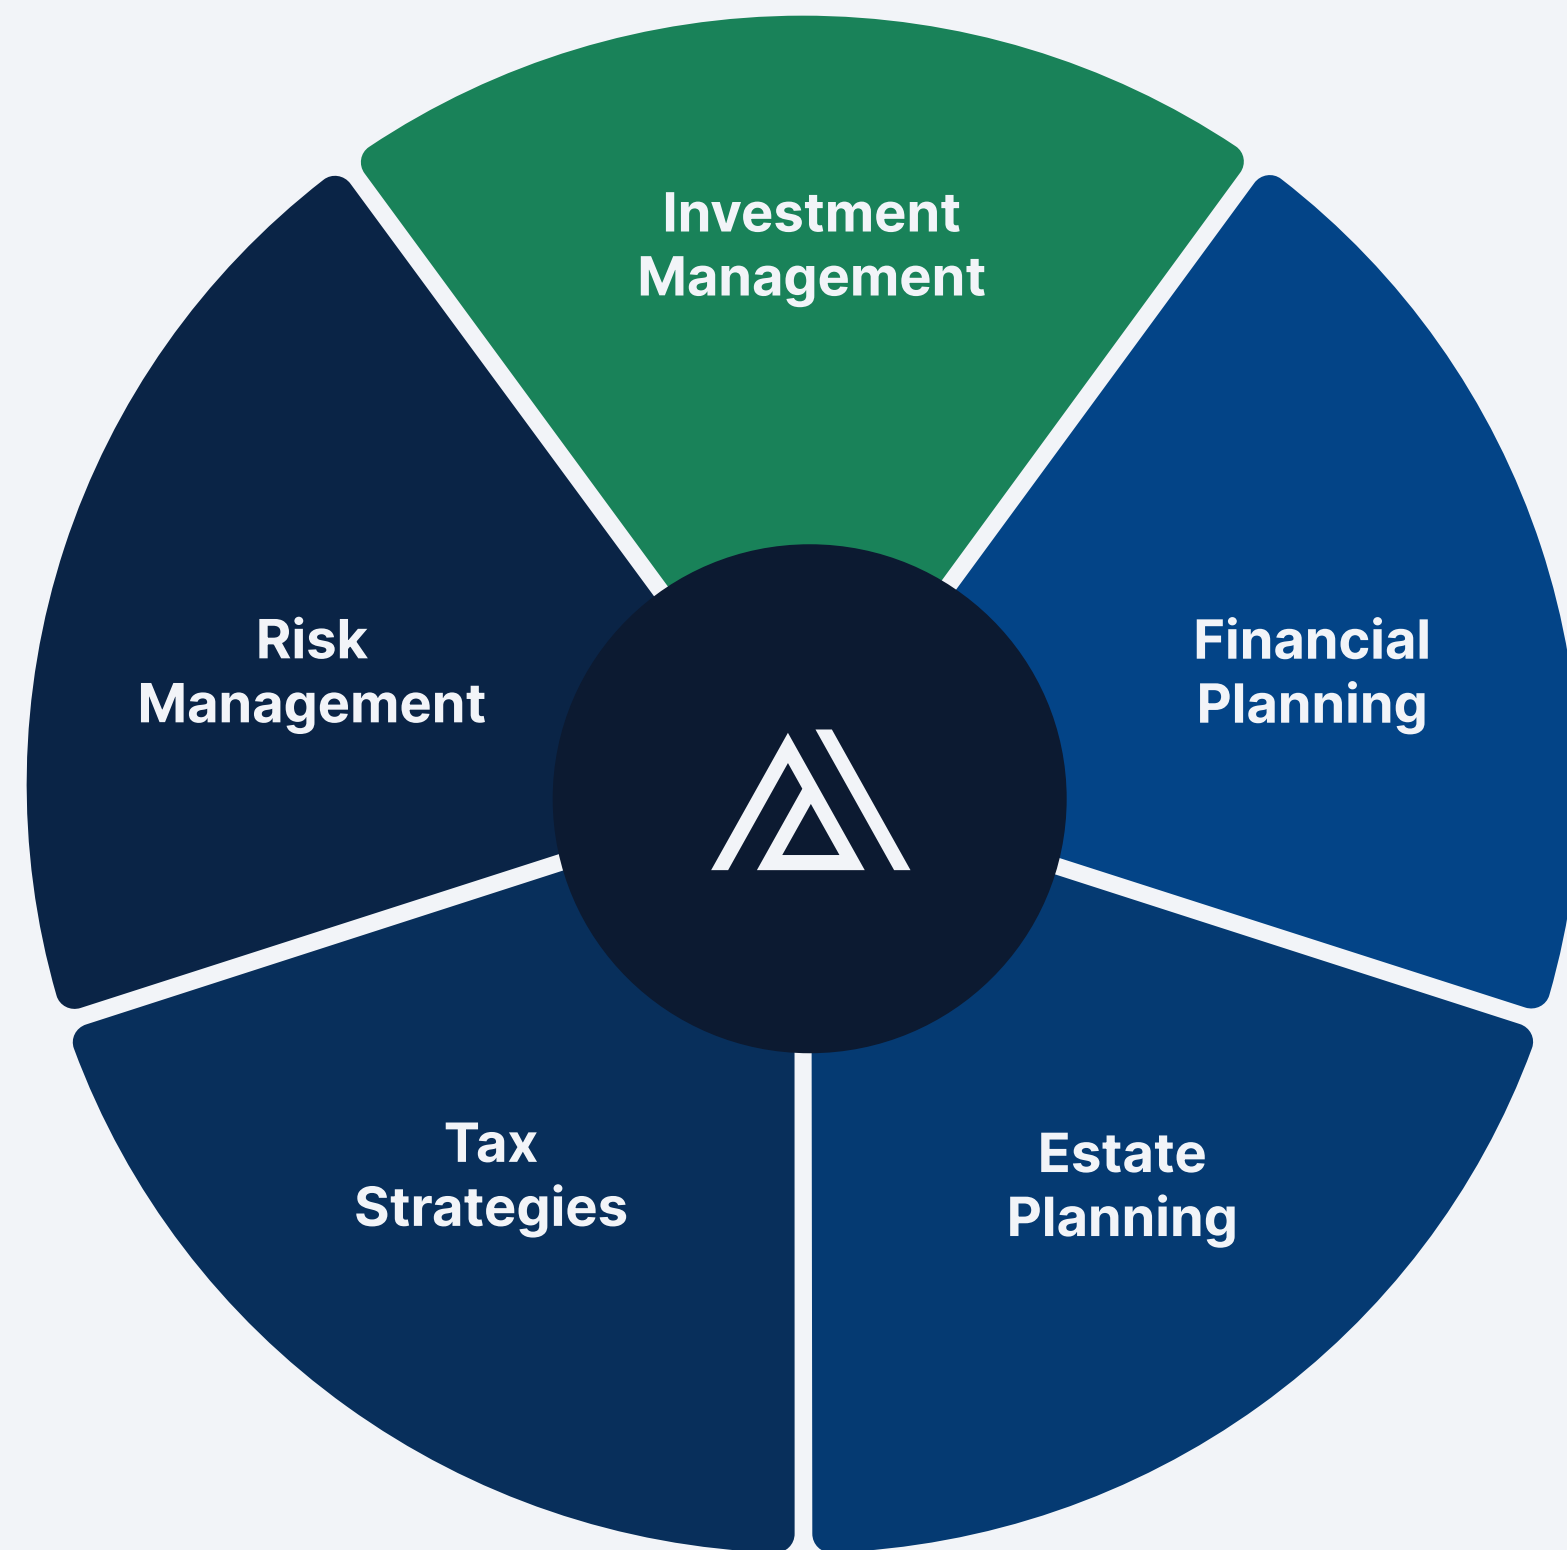 Investment
Management
Risk
Management
Financial
Planning
Tax
Strategies
Estate
Planning